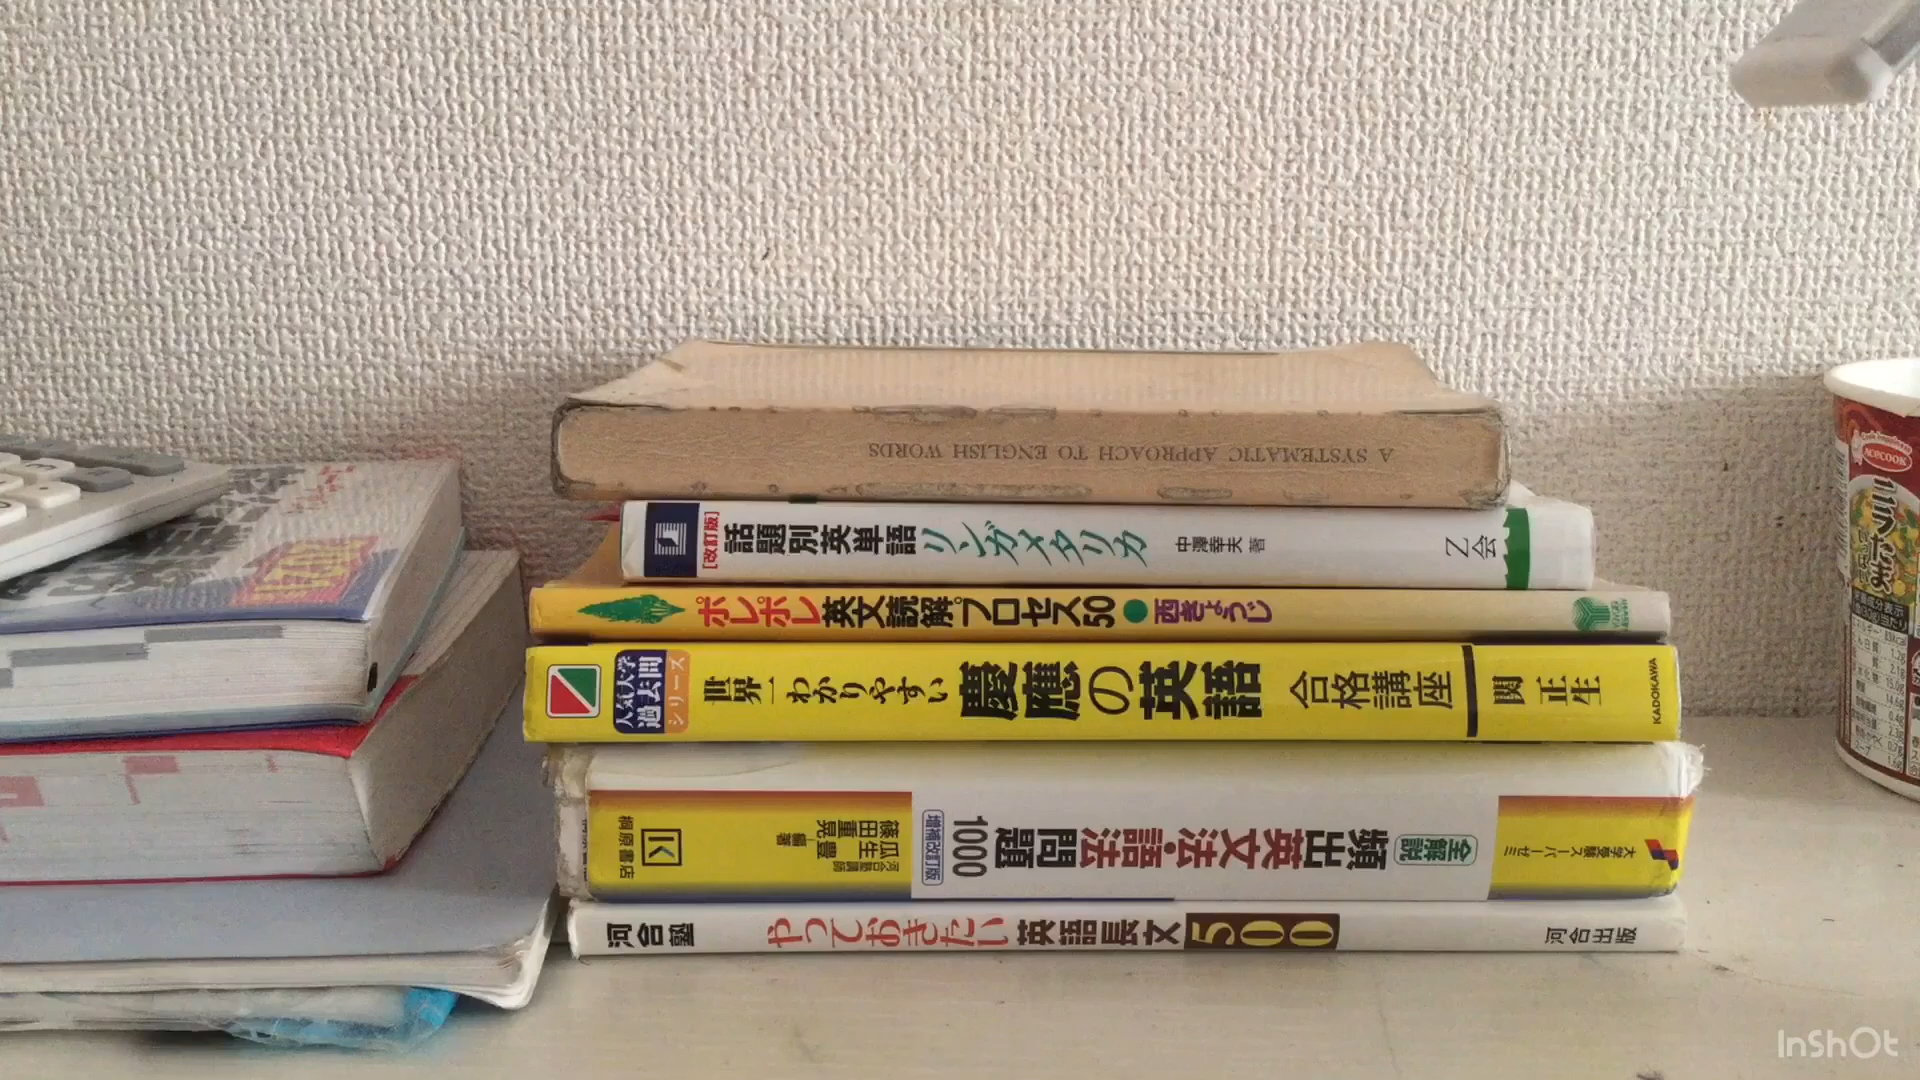 A SYSTEMATIC APPROACH TO ENGLISH WORDS
[改訂版] 話題別英単語 リンガメタリカ 中澤幸夫 著 Z会
ポレポレ英文読解プロセス50 ●西きょうじ
人気大学
過去問
シリーズ
世界一わかりやすい 慶應の英語 合格講座 関 正生 KADOKAWA
大学受験スーパーゼミ
全解説
頻出英文法・語法問題
1000
増補改訂版
河合塾講師
瓜生 豊
篠田重晃
編著
桐原書店
河合塾 やっておきたい英語長文500 河合出版
Acecook
InShOt